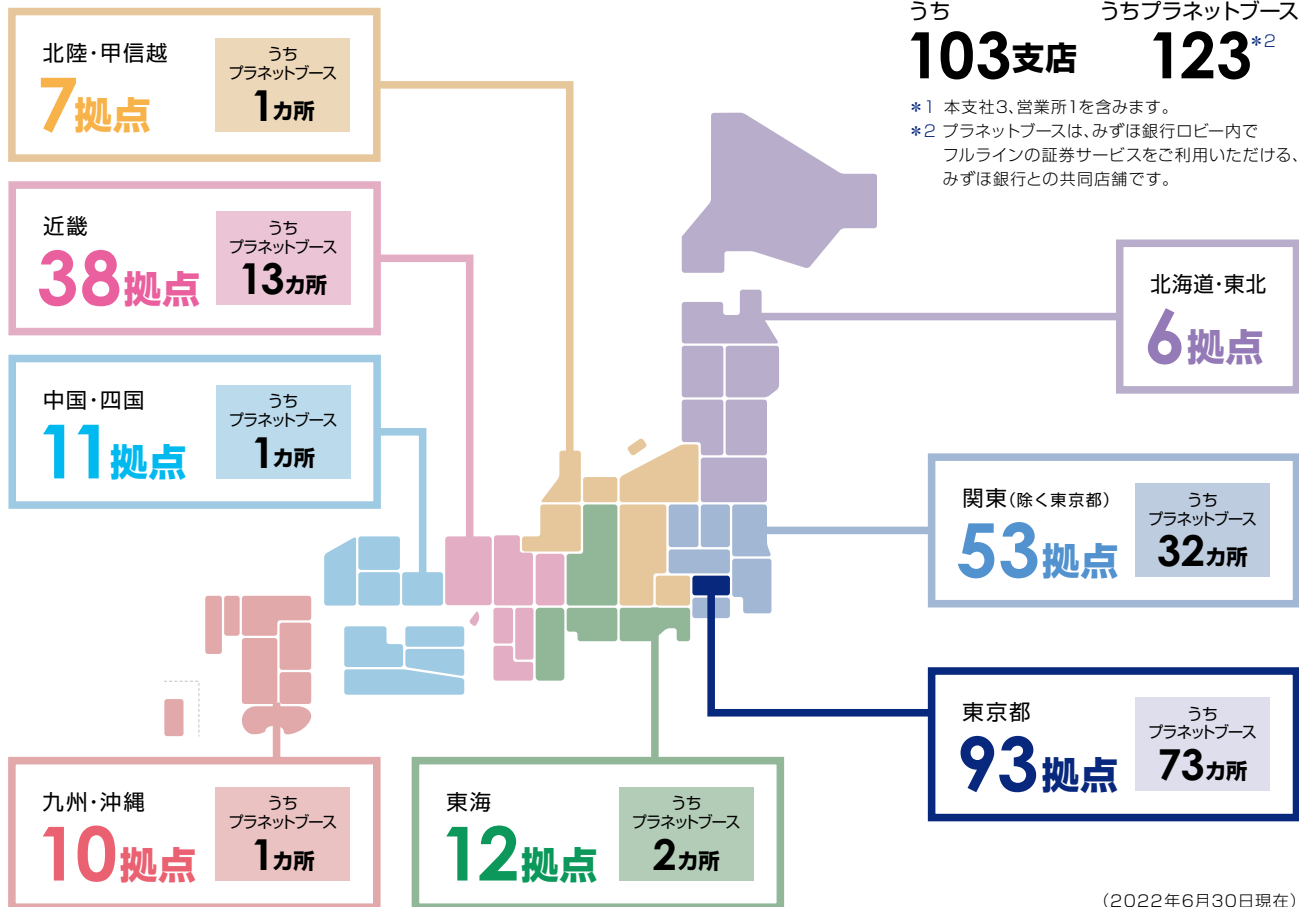 うち
103支店
うちプラネットブース
123*2
*1 本支社3、営業所1を含みます。
*2 プラネットブースは、みずほ銀行ロビー内で
フルラインの証券サービスをご利用いただける、
みずほ銀行との共同店舗です。
北陸・甲信越
7拠点
うち
プラネットブース
1カ所
近畿
38拠点
うち
プラネットブース
13カ所
中国・四国
11拠点
うち
プラネットブース
1カ所
北海道・東北
6拠点
関東(除く東京都)
53拠点
うち
プラネットブース
32カ所
東京都
93拠点
うち
プラネットブース
73カ所
九州・沖縄
10拠点
うち
プラネットブース
1カ所
東海
12拠点
うち
プラネットブース
2カ所
(2022年6月30日現在)